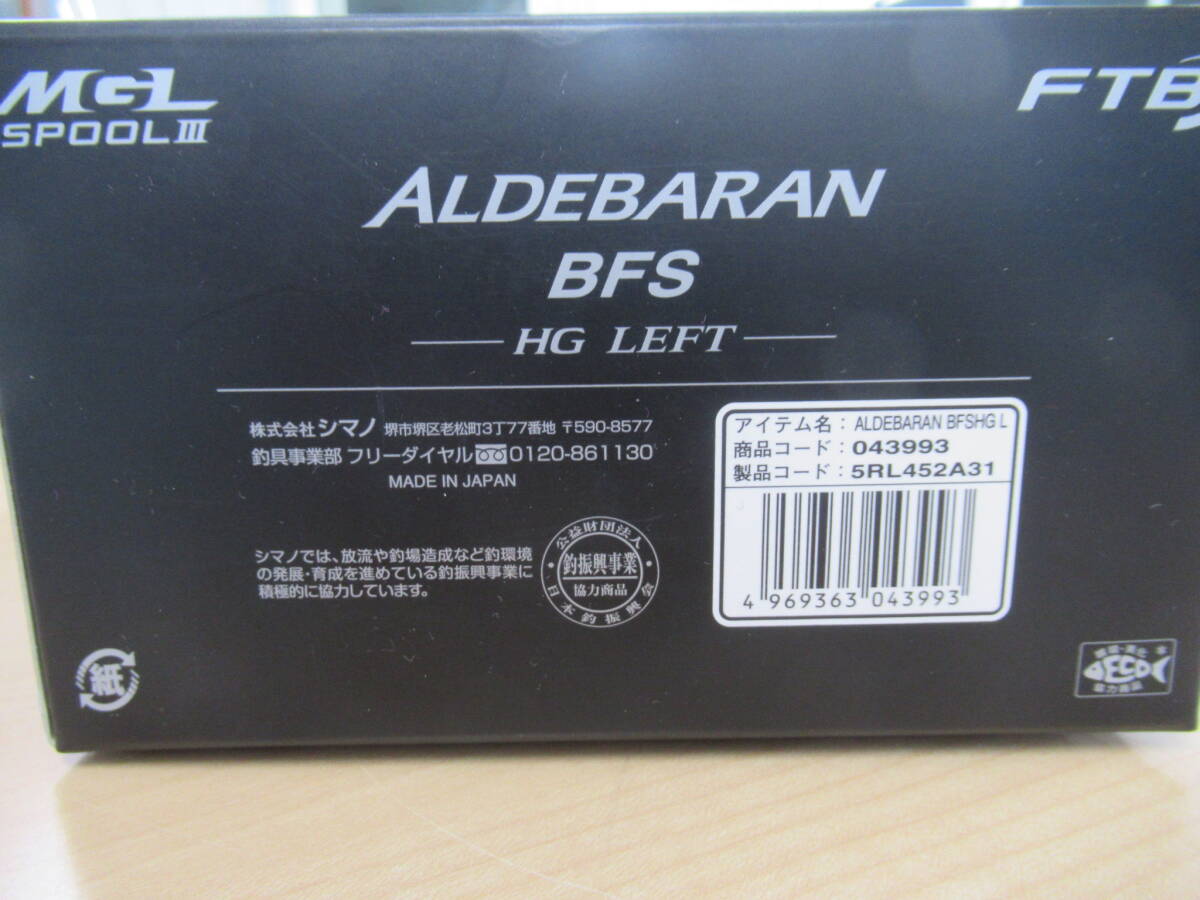 MGL
SPOOL III
FTB
ALDEBARAN
BFS
HG LEFT
株式会社シマノ 堺市堺区老松町3丁77番地 〒590-8577
釣具事業部 フリーダイヤル 0120-861130
MADE IN JAPAN
シマノでは、放流や釣場造成など釣環境
の発展・育成を進めている釣振興事業に
積極的に協力しています。
公益財団法人
釣振興事業
協力商品
日本釣振興会
アイテム名：ALDEBARAN BFSHG L
商品コード：043993
製品コード：5RL452A31
4 969363 043993
紙
ECO
協力商品